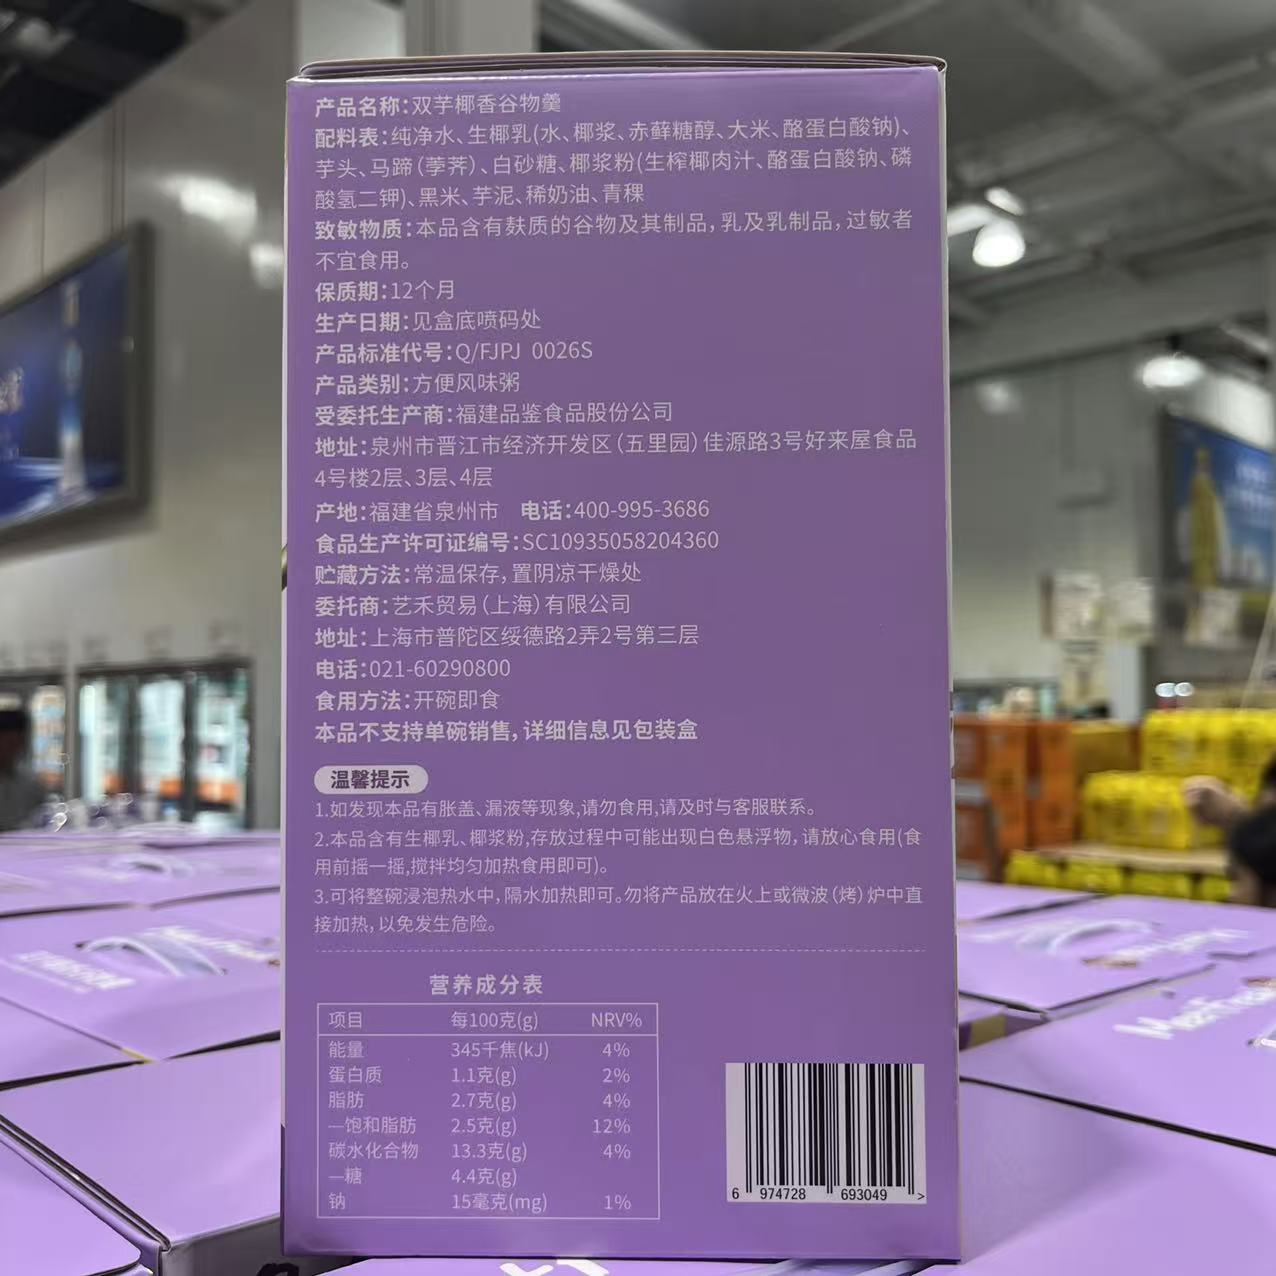 产品名称:双芋椰香谷物羹
配料表:纯净水、生椰乳(水、椰浆、赤藓糖醇、大米、酪蛋白酸钠)、
芋头、马蹄(荸荠)、白砂糖、椰浆粉(生榨椰肉汁、酪蛋白酸钠、磷
酸氢二钾)、黑米、芋泥、稀奶油、青稞
致敏物质:本品含有麸质的谷物及其制品,乳及乳制品,过敏者
不宜食用。
保质期:12个月
生产日期:见盒底喷码处
产品标准代号:Q/FJPJ 0026S
产品类别:方便风味粥
受委托生产商:福建品鉴食品股份公司
地址:泉州市晋江市经济开发区(五里园)佳源路3号好来屋食品
4号楼2层、3层、4层
产地:福建省泉州市 电话:400-995-3686
食品生产许可证编号:SC10935058204360
贮藏方法:常温保存,置阴凉干燥处
委托商:艺禾贸易(上海)有限公司
地址:上海市普陀区绥德路2弄2号第三层
电话:021-60290800
食用方法:开碗即食
本品不支持单碗销售,详细信息见包装盒
温馨提示
1.如发现本品有胀盖、漏液等现象,请勿食用,请及时与客服联系。
2.本品含有生椰乳、椰浆粉,存放过程中可能出现白色悬浮物,请放心食用(食
用前摇一摇,搅拌均匀加热食用即可)。
3.可将整碗浸泡热水中,隔水加热即可。勿将产品放在火上或微波(烤)炉中直
接加热,以免发生危险。
营养成分表
项目 每100克(g) NRV%
能量 345千焦(kJ) 4%
蛋白质 1.1克(g) 2%
脂肪 2.7克(g) 4%
—饱和脂肪 2.5克(g) 12%
碳水化合物 13.3克(g) 4%
—糖 4.4克(g)
钠 15毫克(mg) 1%
6 974728 693049 >